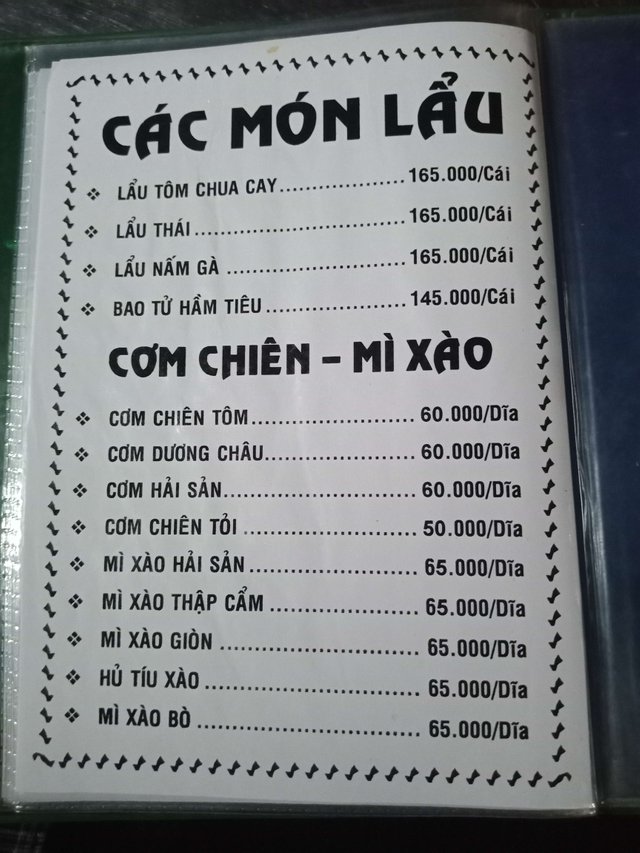 CÁC MÓN LẨU
❖ LẨU TÔM CHUA CAY....................165.000/Cái
❖ LẨU THÁI.................................165.000/Cái
❖ LẨU NẤM GÀ ............................165.000/Cái
❖ BAO TỬ HẦM TIÊU......................145.000/Cái
CƠM CHIÊN – MÌ XÀO
❖ CƠM CHIÊN TÔM........................ 60.000/Dĩa
❖ CƠM DƯƠNG CHÂU...................... 60.000/Dĩa
❖ CƠM HẢI SẢN............................ 60.000/Dĩa
❖ CƠM CHIÊN TỎI ......................... 50.000/Dĩa
❖ MÌ XÀO HẢI SẢN......................... 65.000/Dĩa
❖ MÌ XÀO THẬP CẨM...................... 65.000/Dĩa
❖ MÌ XÀO GIÒN ............................ 65.000/Dĩa
❖ HỦ TÍU XÀO............................... 65.000/Dĩa
❖ MÌ XÀO BÒ ................................ 65.000/Dĩa